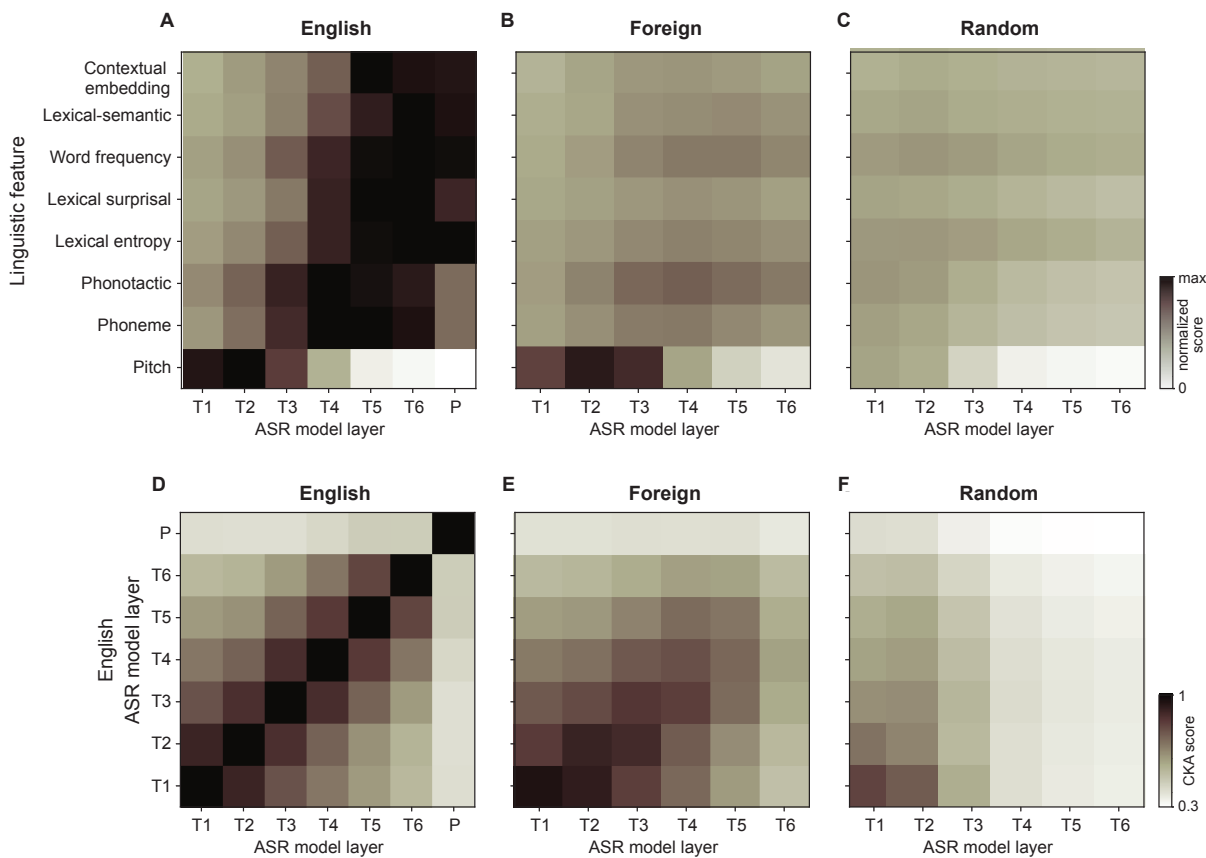 A
English
B
Foreign
C
Random
Linguistic feature
Contextual
embedding
Lexical-semantic
Word frequency
Lexical surprisal
Lexical entropy
Phonotactic
Phoneme
Pitch
T1 T2 T3 T4 T5 T6 P
ASR model layer
T1 T2 T3 T4 T5 T6
ASR model layer
T1 T2 T3 T4 T5 T6
ASR model layer
max
normalized
score
0
D
English
E
Foreign
F
Random
English
ASR model layer
P
T6
T5
T4
T3
T2
T1
T1 T2 T3 T4 T5 T6 P
ASR model layer
T1 T2 T3 T4 T5 T6
ASR model layer
T1 T2 T3 T4 T5 T6
ASR model layer
1
CKA score
0.3